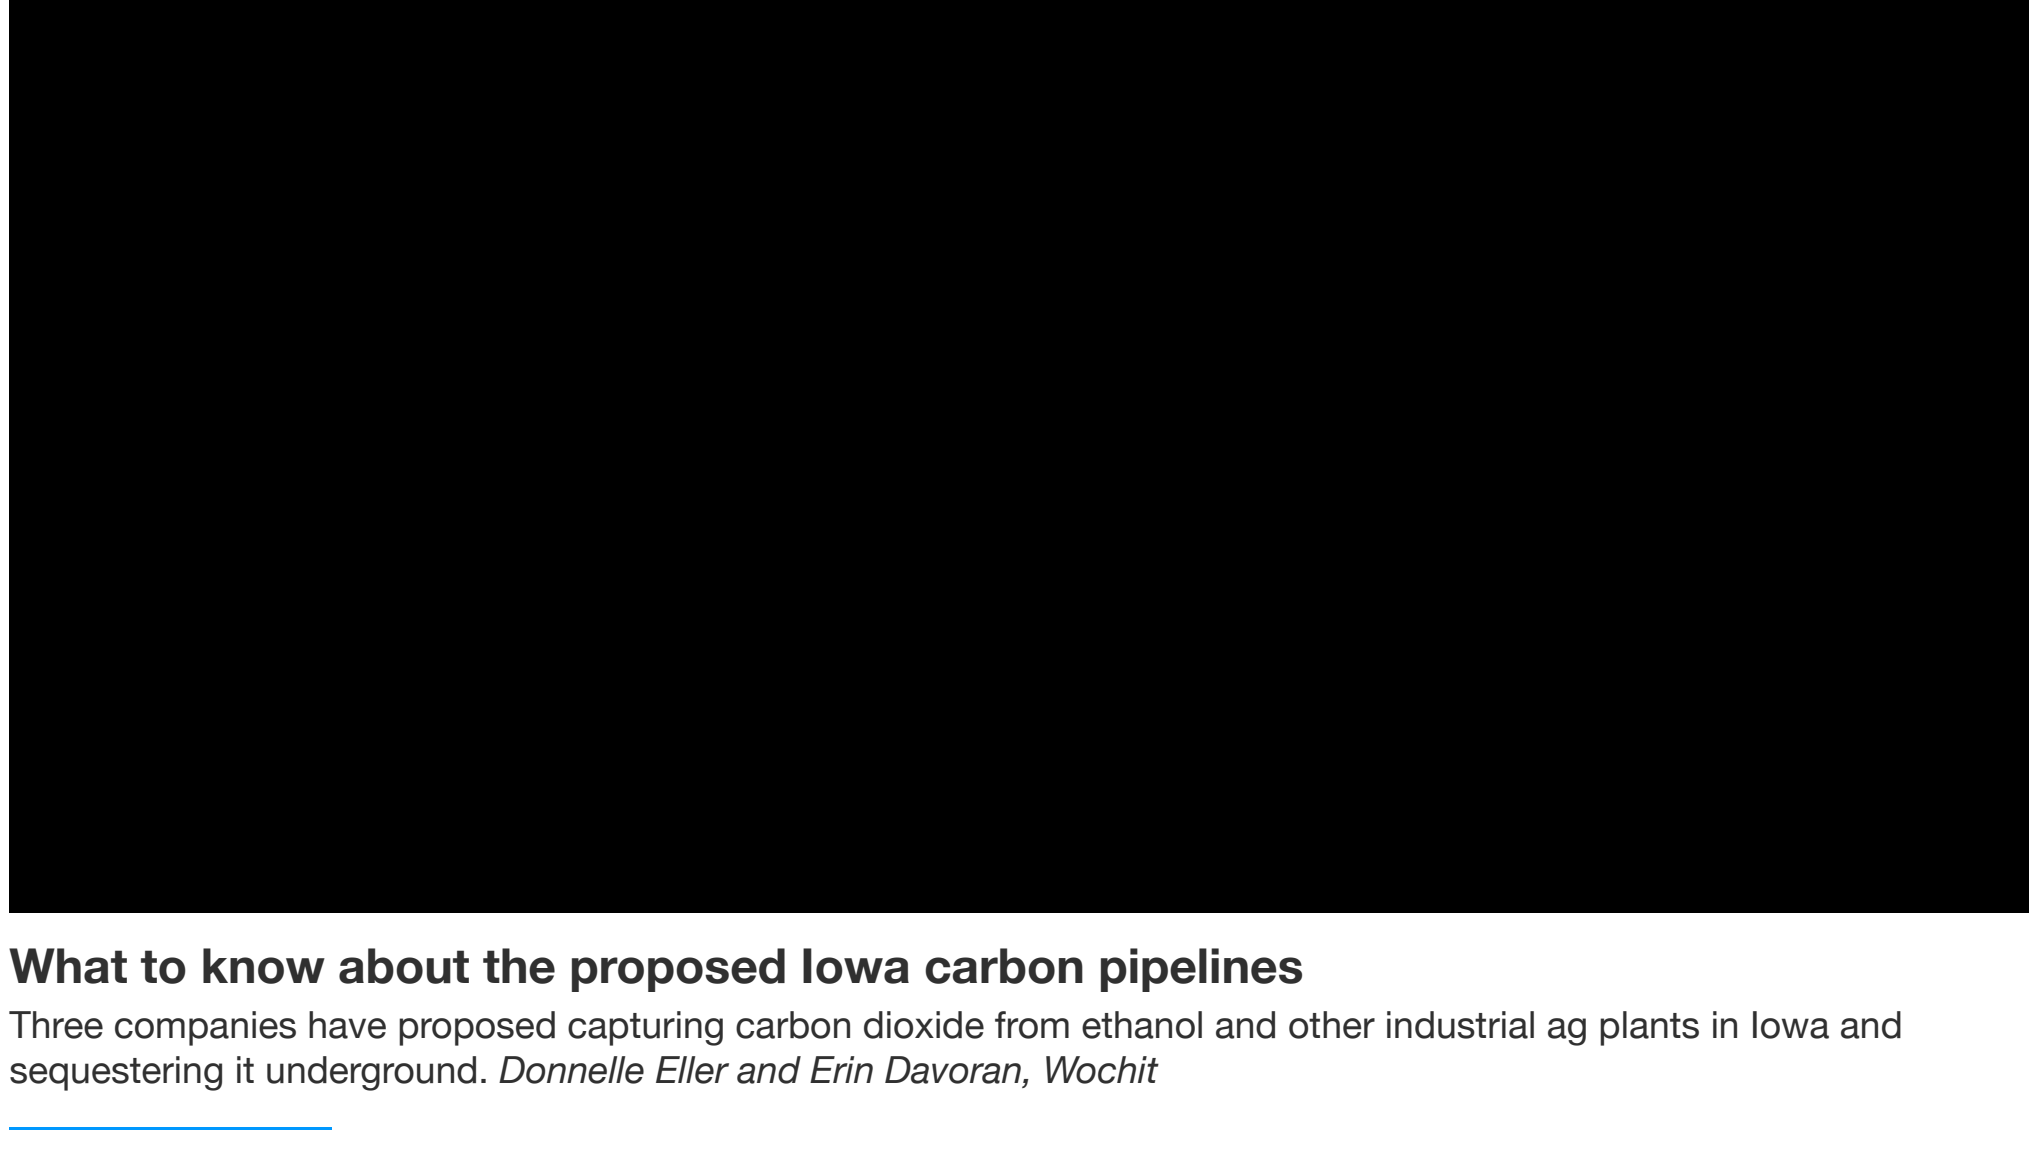 What to know about the proposed Iowa carbon pipelines
Three companies have proposed capturing carbon dioxide from ethanol and other industrial ag plants in Iowa and
sequestering it underground. Donnelle Eller and Erin Davoran, Wochit